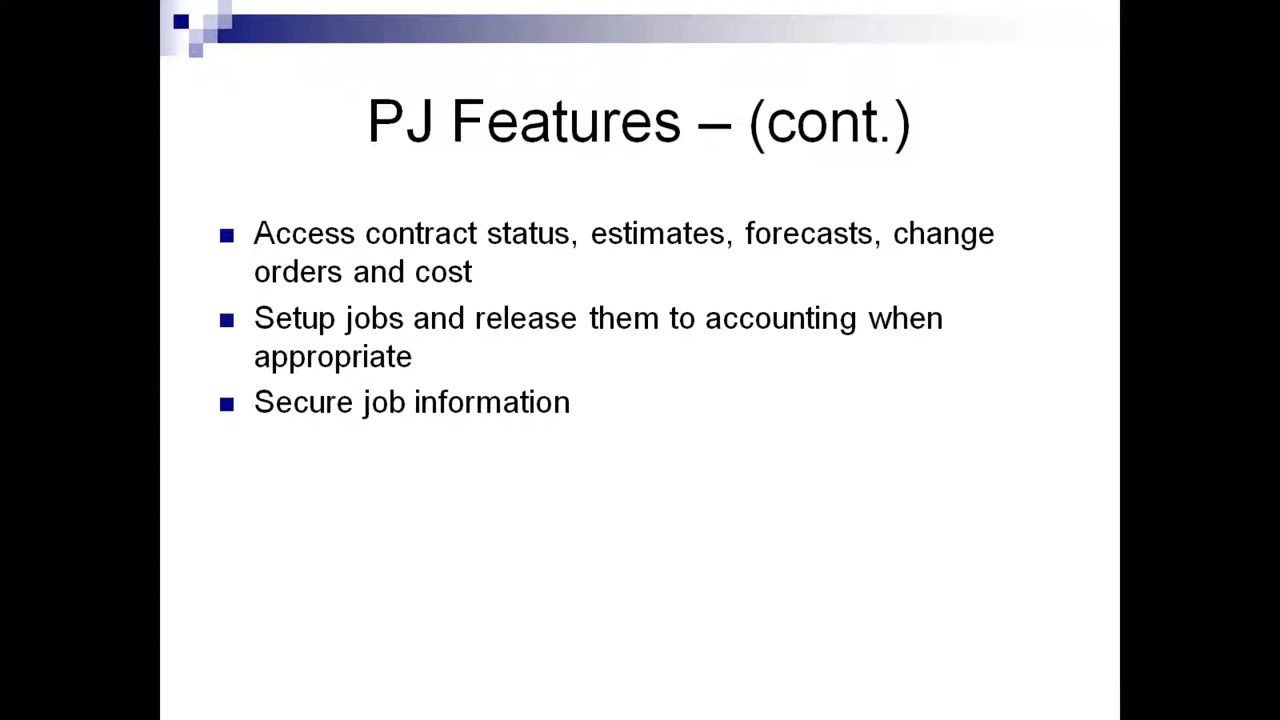 PJ Features – (cont.)
Access contract status, estimates, forecasts, change
orders and cost
Setup jobs and release them to accounting when
appropriate
Secure job information